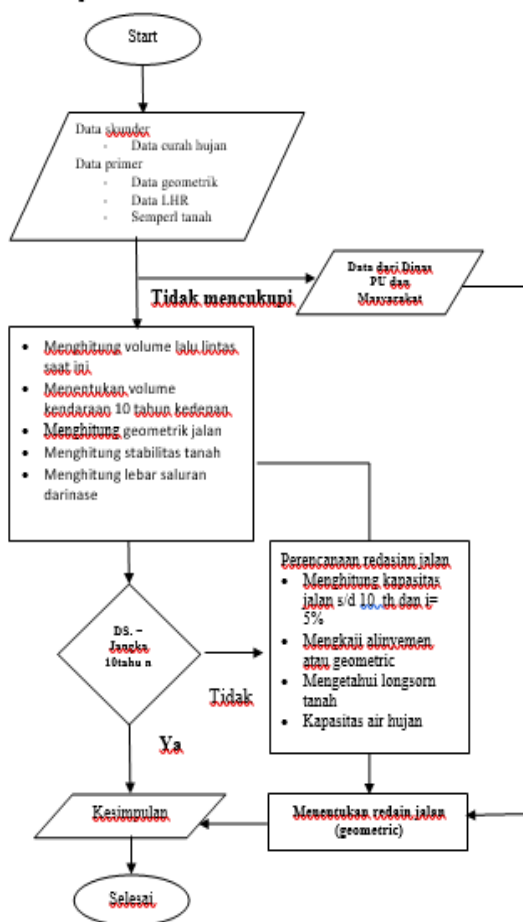 Start
Data skunder
- Data curah hujan
Data primer
- Data geometrik
- Data LHR
- Semperl tanah
Tidak mencukupi
Data dari Dinas
PU dan
Masyarakat
• Menghitung volume lalu lintas
saat ini
• Menentukan volume
kendaraan 10 tahun kedepan
• Menghitung geometrik jalan
• Menghitung stabilitas tanah
• Menghitung lebar saluran
darinase
Perencanaan redasian jalan
• Menghitung kapasitas
jalan s/d 10 th dan i=
5%
• Mengkaji alinyemen
atau geometric
• Mengetahui longsorn
tanah
• Kapasitas air hujan
DS. –
Jangka
10tahu n
Tidak
Ya
Kesimpulan
Menentukan redain jalan
(geometric)
Selesai